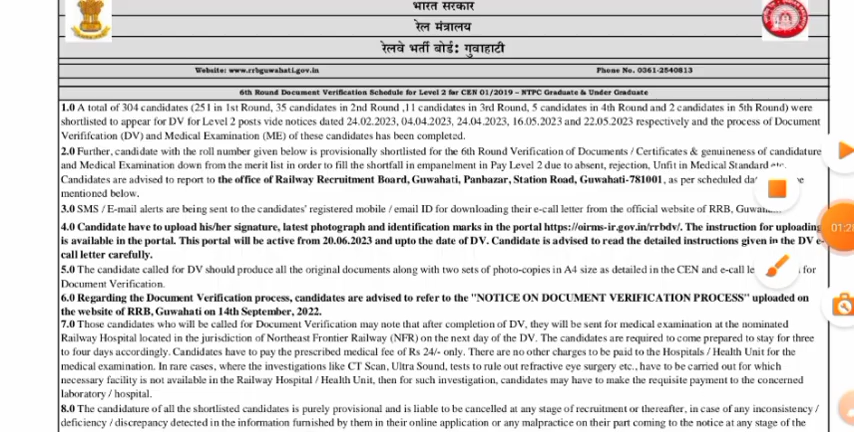 भारत सरकार
रेल मंत्रालय
रेलवे भर्ती बोर्ड: गुवाहाटी
Website: www.rrbguwahati.gov.in Phone No. 0361-2540813
6th Round Document Verification Schedule for Level 2 for CEN 01/2019 – NTPC Graduate & Under Graduate
1.0 A total of 304 candidates (251 in 1st Round, 35 candidates in 2nd Round ,11 candidates in 3rd Round, 5 candidates in 4th Round and 2 candidates in 5th Round) were
shortlisted to appear for DV for Level 2 posts vide notices dated 24.02.2023, 04.04.2023, 24.04.2023, 16.05.2023 and 22.05.2023 respectively and the process of Document
Verififcation (DV) and Medical Examination (ME) of these candidates has been completed.
2.0 Further, candidate with the roll number given below is provisionally shortlisted for the 6th Round Verification of Documents / Certificates & genuineness of candidature
and Medical Examination down from the merit list in order to fill the shortfall in empanelment in Pay Level 2 due to absent, rejection, Unfit in Medical Standard etc.
Candidates are advised to report to the office of Railway Recruitment Board, Guwahati, Panbazar, Station Road, Guwahati-781001, as per scheduled
mentioned below.
3.0 SMS / E-mail alerts are being sent to the candidates' registered mobile / email ID for downloading their e-call letter from the official website of RRB,
4.0 Candidate have to upload his/her signature, latest photograph and identification marks in the portal https://oirms-ir.gov.in/rrbdv/. The instruction for uploading
is available in the portal. This portal will be active from 20.06.2023 and upto the date of DV. Candidate is advised to read the detailed instructions given in the DV e-
call letter carefully.
5.0 The candidate called for DV should produce all the original documents along with two sets of photo-copies in A4 size as detailed in the CEN and e-call for
Document Verification.
6.0 Regarding the Document Verification process, candidates are advised to refer to the "NOTICE ON DOCUMENT VERIFICATION PROCESS" uploaded on
the website of RRB, Guwahati on 14th September, 2022.
7.0 Those candidates who will be called for Document Verification may note that after completion of DV, they will be sent for medical examination at the nominated
Railway Hospital located in the jurisdiction of Northeast Frontier Railway (NFR) on the next day of the DV. The candidates are required to come prepared to stay for three
to four days accordingly. Candidates have to pay the prescribed medical fee of Rs 24/- only. There are no other charges to be paid to the Hospitals / Health Unit for the
medical examination. In rare cases, where the investigations like CT Scan, Ultra Sound, tests to rule out refractive eye surgery etc., have to be carried out for which
necessary facility is not available in the Railway Hospital / Health Unit, then for such investigation, candidates may have to make the requisite payment to the concerned
laboratory / hospital.
8.0 The candidature of all the shortlisted candidates is purely provisional and is liable to be cancelled at any stage of recruitment or thereafter, in case of any inconsistency /
deficiency / discrepancy detected in the information furnished by them in their online application or any malpractice on their part coming to the notice at any stage of the